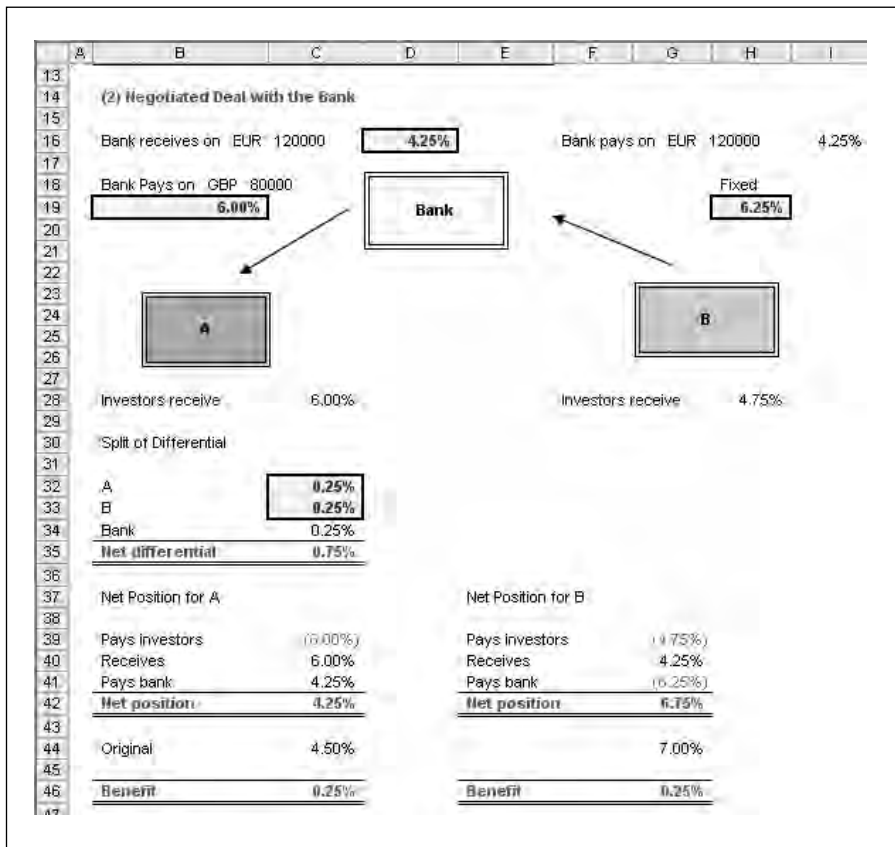 A B C D E F G H I
13
14 (2) Negotiated Deal with the Bank
15
16 Bank receives on EUR 120000 4.25% Bank pays on EUR 120000 4.25%
17
18 Bank Pays on GBP 80000 Fixed
19 6.00% Bank 6.25%
20
21
22
23
24 A B
25
26
27
28 Investors receive 6.00% Investors receive 4.75%
29
30 Split of Differential
31
32 A 0.25%
33 B 0.25%
34 Bank 0.25%
35 Net differential 0.75%
36
37 Net Position for A Net Position for B
38
39 Pays investors (6.00%) Pays investors (4.75%)
40 Receives 6.00% Receives 4.25%
41 Pays bank 4.25% Pays bank (6.25%)
42 Net position 4.25% Net position 6.75%
43
44 Original 4.50% 7.00%
45
46 Benefit 0.25% Benefit 0.25%
47